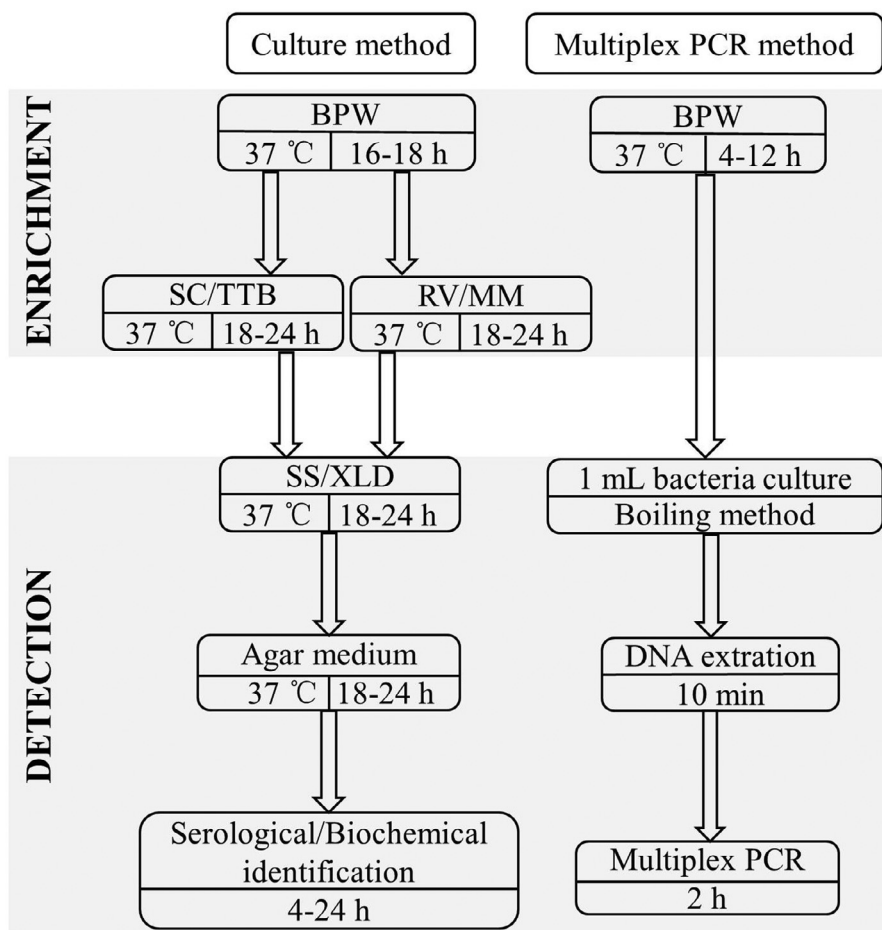 Culture method
Multiplex PCR method
ENRICHMENT
BPW
37 ℃ 16-18 h
BPW
37 ℃ 4-12 h
SC/TTB
37 ℃ 18-24 h
RV/MM
37 ℃ 18-24 h
DETECTION
SS/XLD
37 ℃ 18-24 h
1 mL bacteria culture
Boiling method
Agar medium
37 ℃ 18-24 h
DNA extration
10 min
Serological/Biochemical
identification
4-24 h
Multiplex PCR
2 h